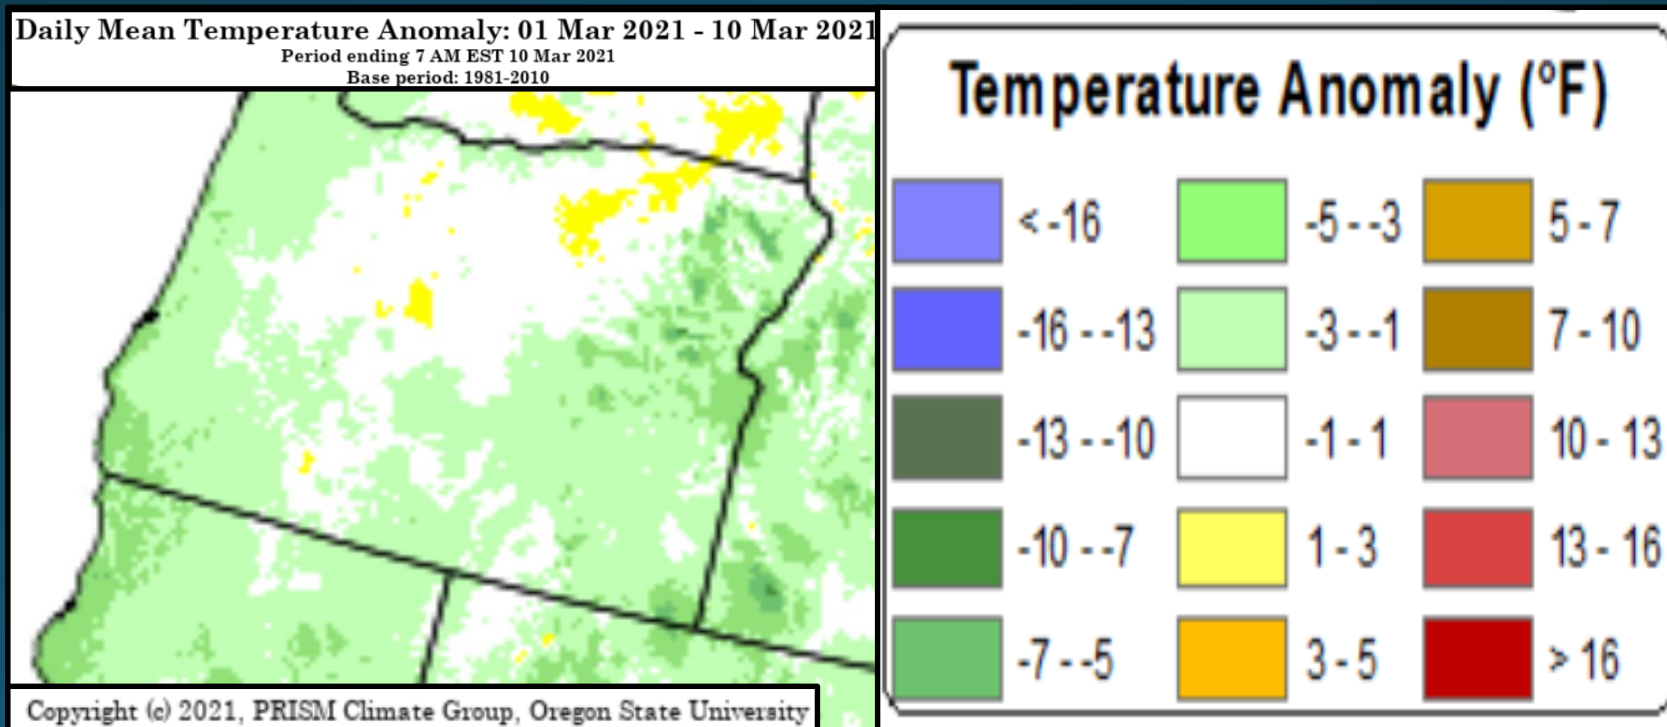 Daily Mean Temperature Anomaly: 01 Mar 2021 - 10 Mar 2021
Period ending 7 AM EST 10 Mar 2021
Base period: 1981-2010
Copyright (c) 2021, PRISM Climate Group, Oregon State University
Temperature Anomaly (°F)
< -16
-16 - -13
-13 - -10
-10 - -7
-7 - -5
-5 - -3
-3 - -1
-1 - 1
1 - 3
3 - 5
5 - 7
7 - 10
10 - 13
13 - 16
> 16